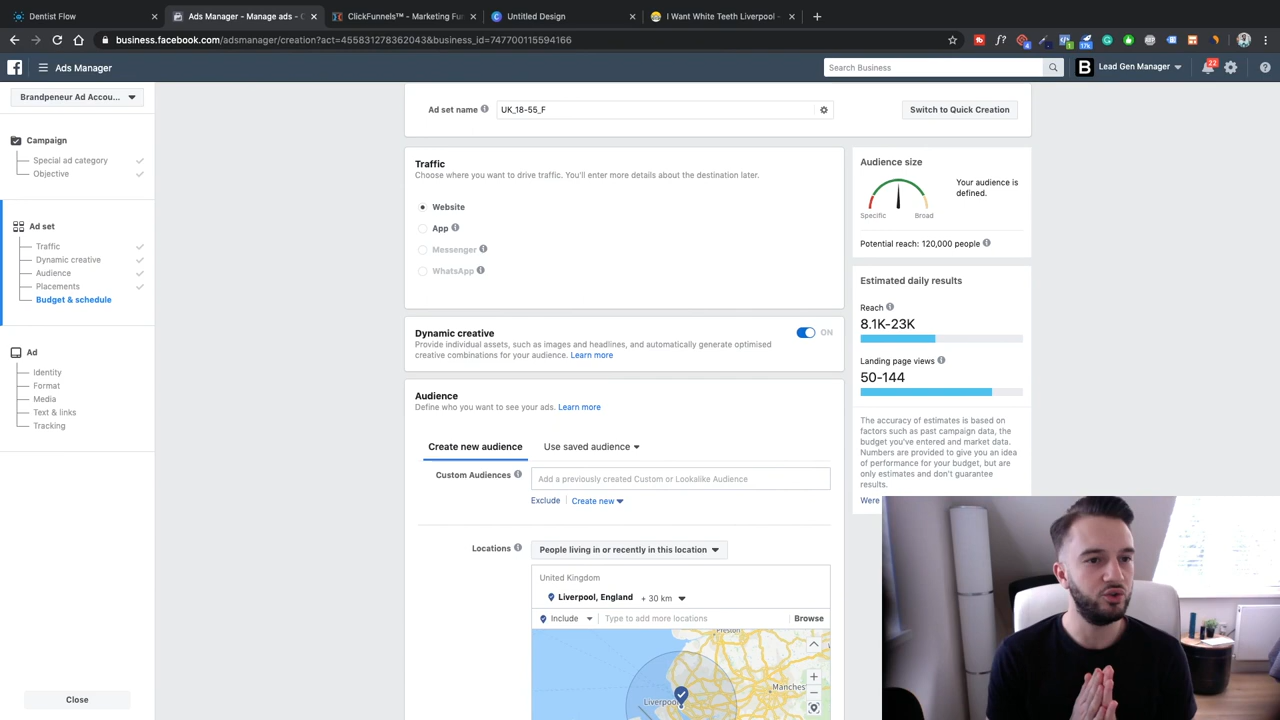 Dentist Flow
Ads Manager - Manage ads - C
ClickFunnels™ - Marketing Fun
Untitled Design
I Want White Teeth Liverpool -
business.facebook.com/adsmanager/creation?act=455831278362043&business_id=747700115594166
Ads Manager
Search Business
Lead Gen Manager
22
Brandpeneur Ad Accou...
Campaign
Special ad category
Objective
Ad set
Traffic
Dynamic creative
Audience
Placements
Budget & schedule
Ad
Identity
Format
Media
Text & links
Tracking
Close
Ad set name
UK_18-55_F
Switch to Quick Creation
Traffic
Choose where you want to drive traffic. You'll enter more details about the destination later.
Website
App
Messenger
WhatsApp
Dynamic creative
ON
Provide individual assets, such as images and headlines, and automatically generate optimised
creative combinations for your audience. Learn more
Audience
Define who you want to see your ads. Learn more
Create new audience
Use saved audience
Custom Audiences
Add a previously created Custom or Lookalike Audience
Exclude
Create new
Locations
People living in or recently in this location
United Kingdom
Liverpool, England + 30 km
Include
Type to add more locations
Browse
Preston
Manches
Liverpool
Audience size
Your audience is
defined.
Specific
Broad
Potential reach: 120,000 people
Estimated daily results
Reach
8.1K-23K
Landing page views
50-144
The accuracy of estimates is based on
factors such as past campaign data, the
budget you've entered and market data.
Numbers are provided to give you an idea
of performance for your budget, but are
only estimates and don't guarantee
results.
Were